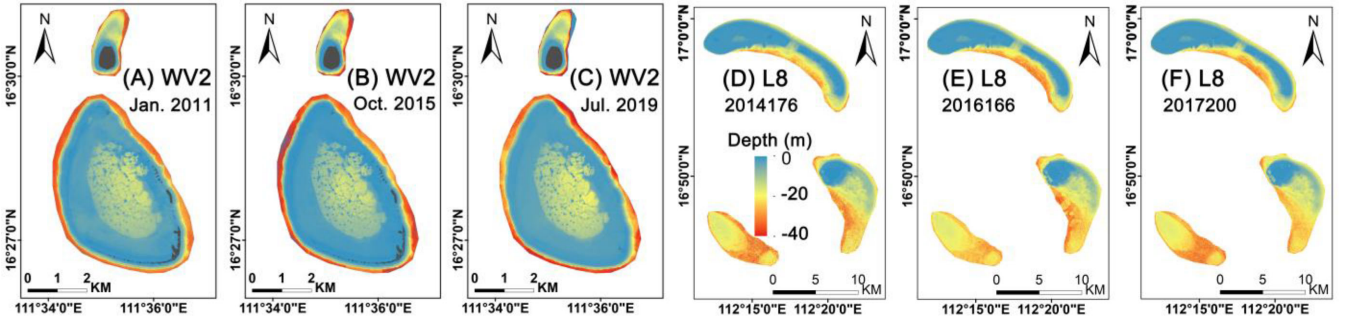 N
16°30'0"N
16°27'0"N
(A) WV2
Jan. 2011
0 1 2
KM
111°34'0"E 111°36'0"E
N
16°30'0"N
16°27'0"N
(B) WV2
Oct. 2015
0 1 2
KM
111°34'0"E 111°36'0"E
N
16°30'0"N
16°27'0"N
(C) WV2
Jul. 2019
0 1 2
KM
111°34'0"E 111°36'0"E
N
17°0'0"N
16°50'0"N
(D) L8
2014176
Depth (m)
0
-20
-40
0 5 10
KM
112°15'0"E 112°20'0"E
N
17°0'0"N
16°50'0"N
(E) L8
2016166
0 5 10
KM
112°15'0"E 112°20'0"E
N
17°0'0"N
16°50'0"N
(F) L8
2017200
0 5 10
KM
112°15'0"E 112°20'0"E